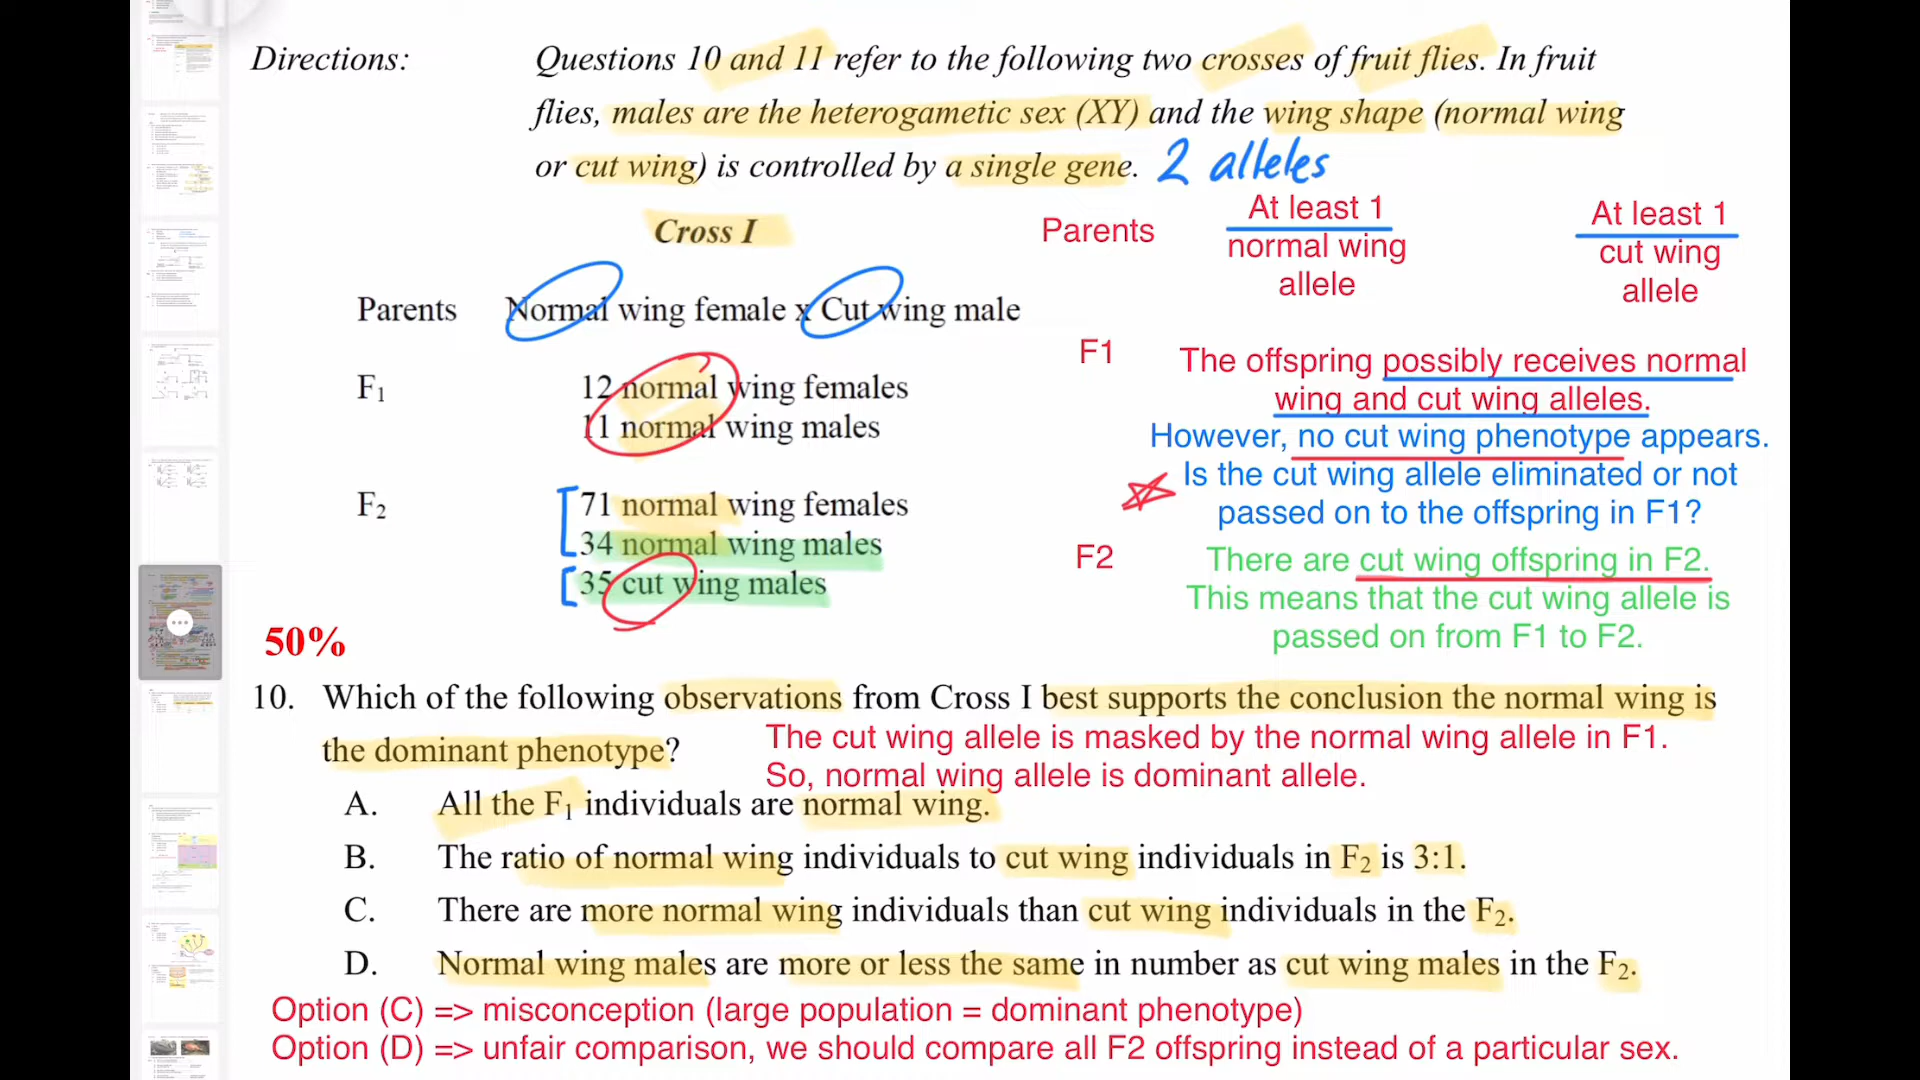 Directions: Questions 10 and 11 refer to the following two crosses of fruit flies. In fruit
flies, males are the heterogametic sex (XY) and the wing shape (normal wing
or cut wing) is controlled by a single gene. 2 alleles
Cross I
Parents Normal wing female x Cut wing male
F₁ 12 normal wing females
11 normal wing males
F₂ 71 normal wing females
34 normal wing males
35 cut wing males
Parents
At least 1
normal wing
allele
At least 1
cut wing
allele
F1
The offspring possibly receives normal
wing and cut wing alleles.
However, no cut wing phenotype appears.
Is the cut wing allele eliminated or not
passed on to the offspring in F1?
F2
There are cut wing offspring in F2.
This means that the cut wing allele is
passed on from F1 to F2.
50%
10. Which of the following observations from Cross I best supports the conclusion the normal wing is
the dominant phenotype?
The cut wing allele is masked by the normal wing allele in F1.
So, normal wing allele is dominant allele.
A. All the F₁ individuals are normal wing.
B. The ratio of normal wing individuals to cut wing individuals in F₂ is 3:1.
C. There are more normal wing individuals than cut wing individuals in the F₂.
D. Normal wing males are more or less the same in number as cut wing males in the F₂.
Option (C) => misconception (large population = dominant phenotype)
Option (D) => unfair comparison, we should compare all F2 offspring instead of a particular sex.